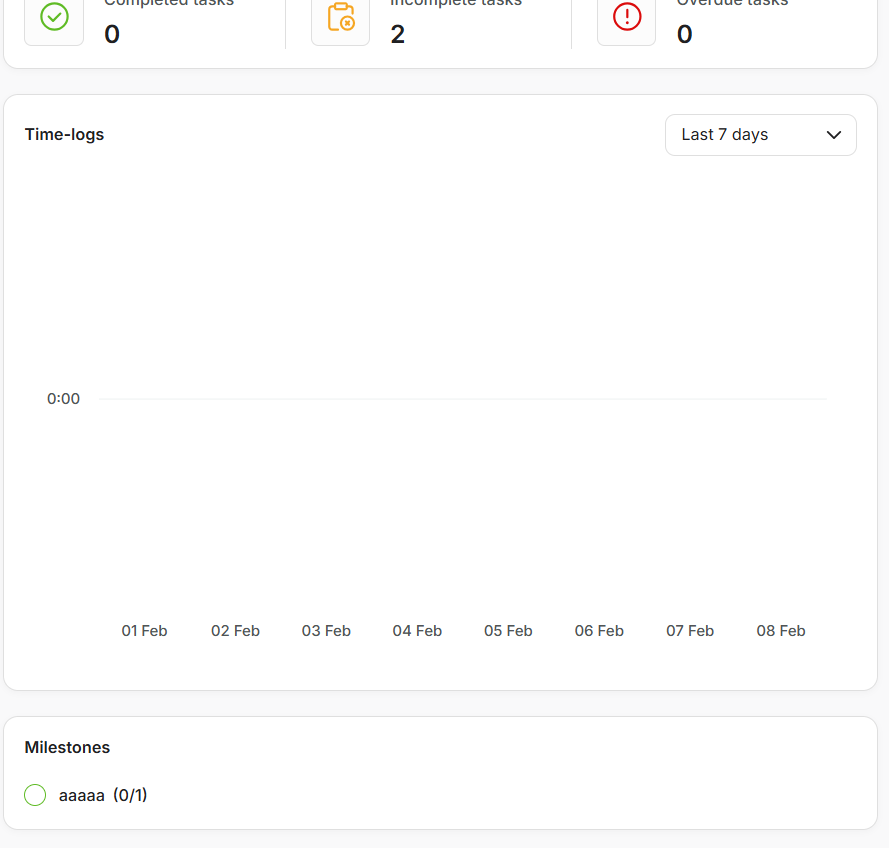 Completed tasks
0
Incomplete tasks
2
Overdue tasks
0
Time-logs
Last 7 days
0:00
01 Feb 02 Feb 03 Feb 04 Feb 05 Feb 06 Feb 07 Feb 08 Feb
Milestones
aaaaa (0/1)